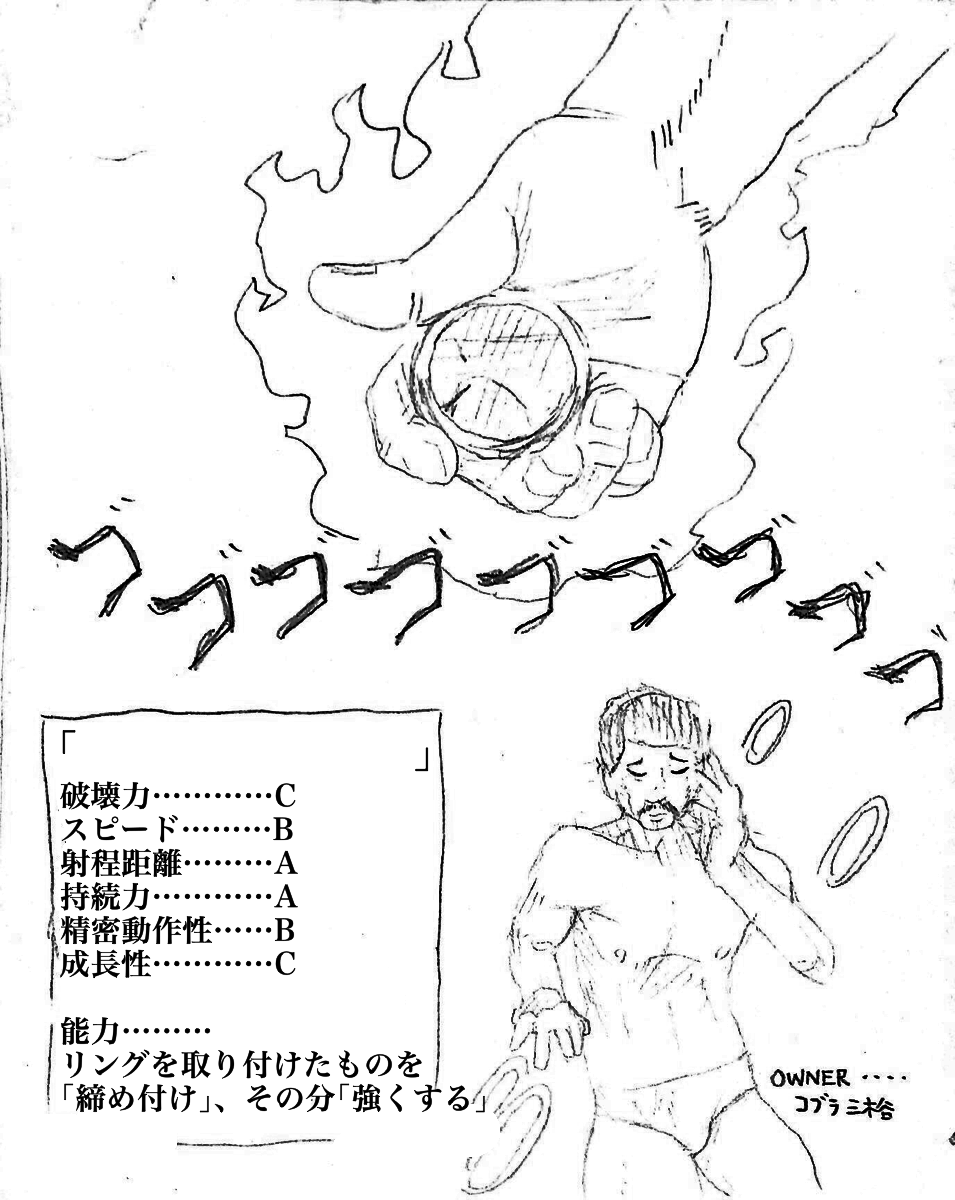 ゴゴゴゴゴゴゴゴゴ
「　　　　　　　　　　　」
破壊力…………C
スピード………B
射程距離………A
持続力…………A
精密動作性……B
成長性…………C
能力………
リングを取り付けたものを
「締め付け」、その分「強くする」
OWNER ····
コブラ三木谷